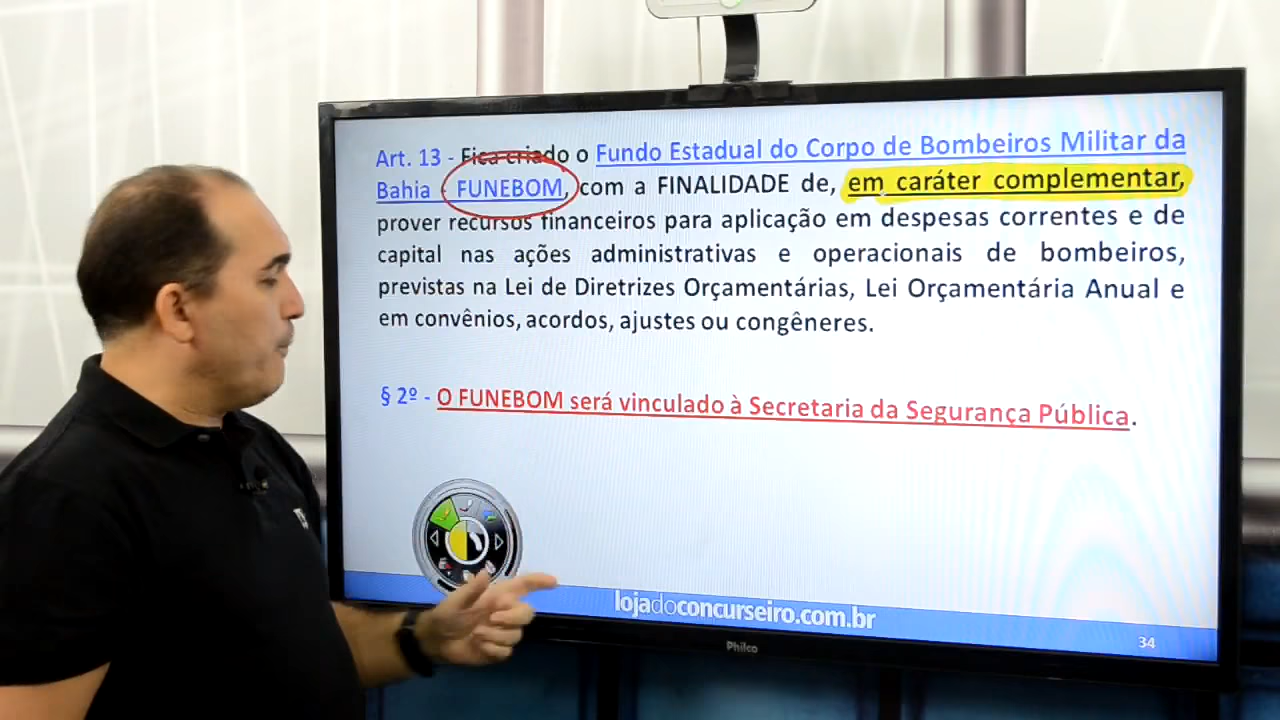 Art. 13 - Fica criado o Fundo Estadual do Corpo de Bombeiros Militar da
Bahia - FUNEBOM, com a FINALIDADE de, em caráter complementar,
prover recursos financeiros para aplicação em despesas correntes e de
capital nas ações administrativas e operacionais de bombeiros,
previstas na Lei de Diretrizes Orçamentárias, Lei Orçamentária Anual e
em convênios, acordos, ajustes ou congêneres.
§ 2º - O FUNEBOM será vinculado à Secretaria da Segurança Pública.
lojadoconcurseiro.com.br
34
Philco